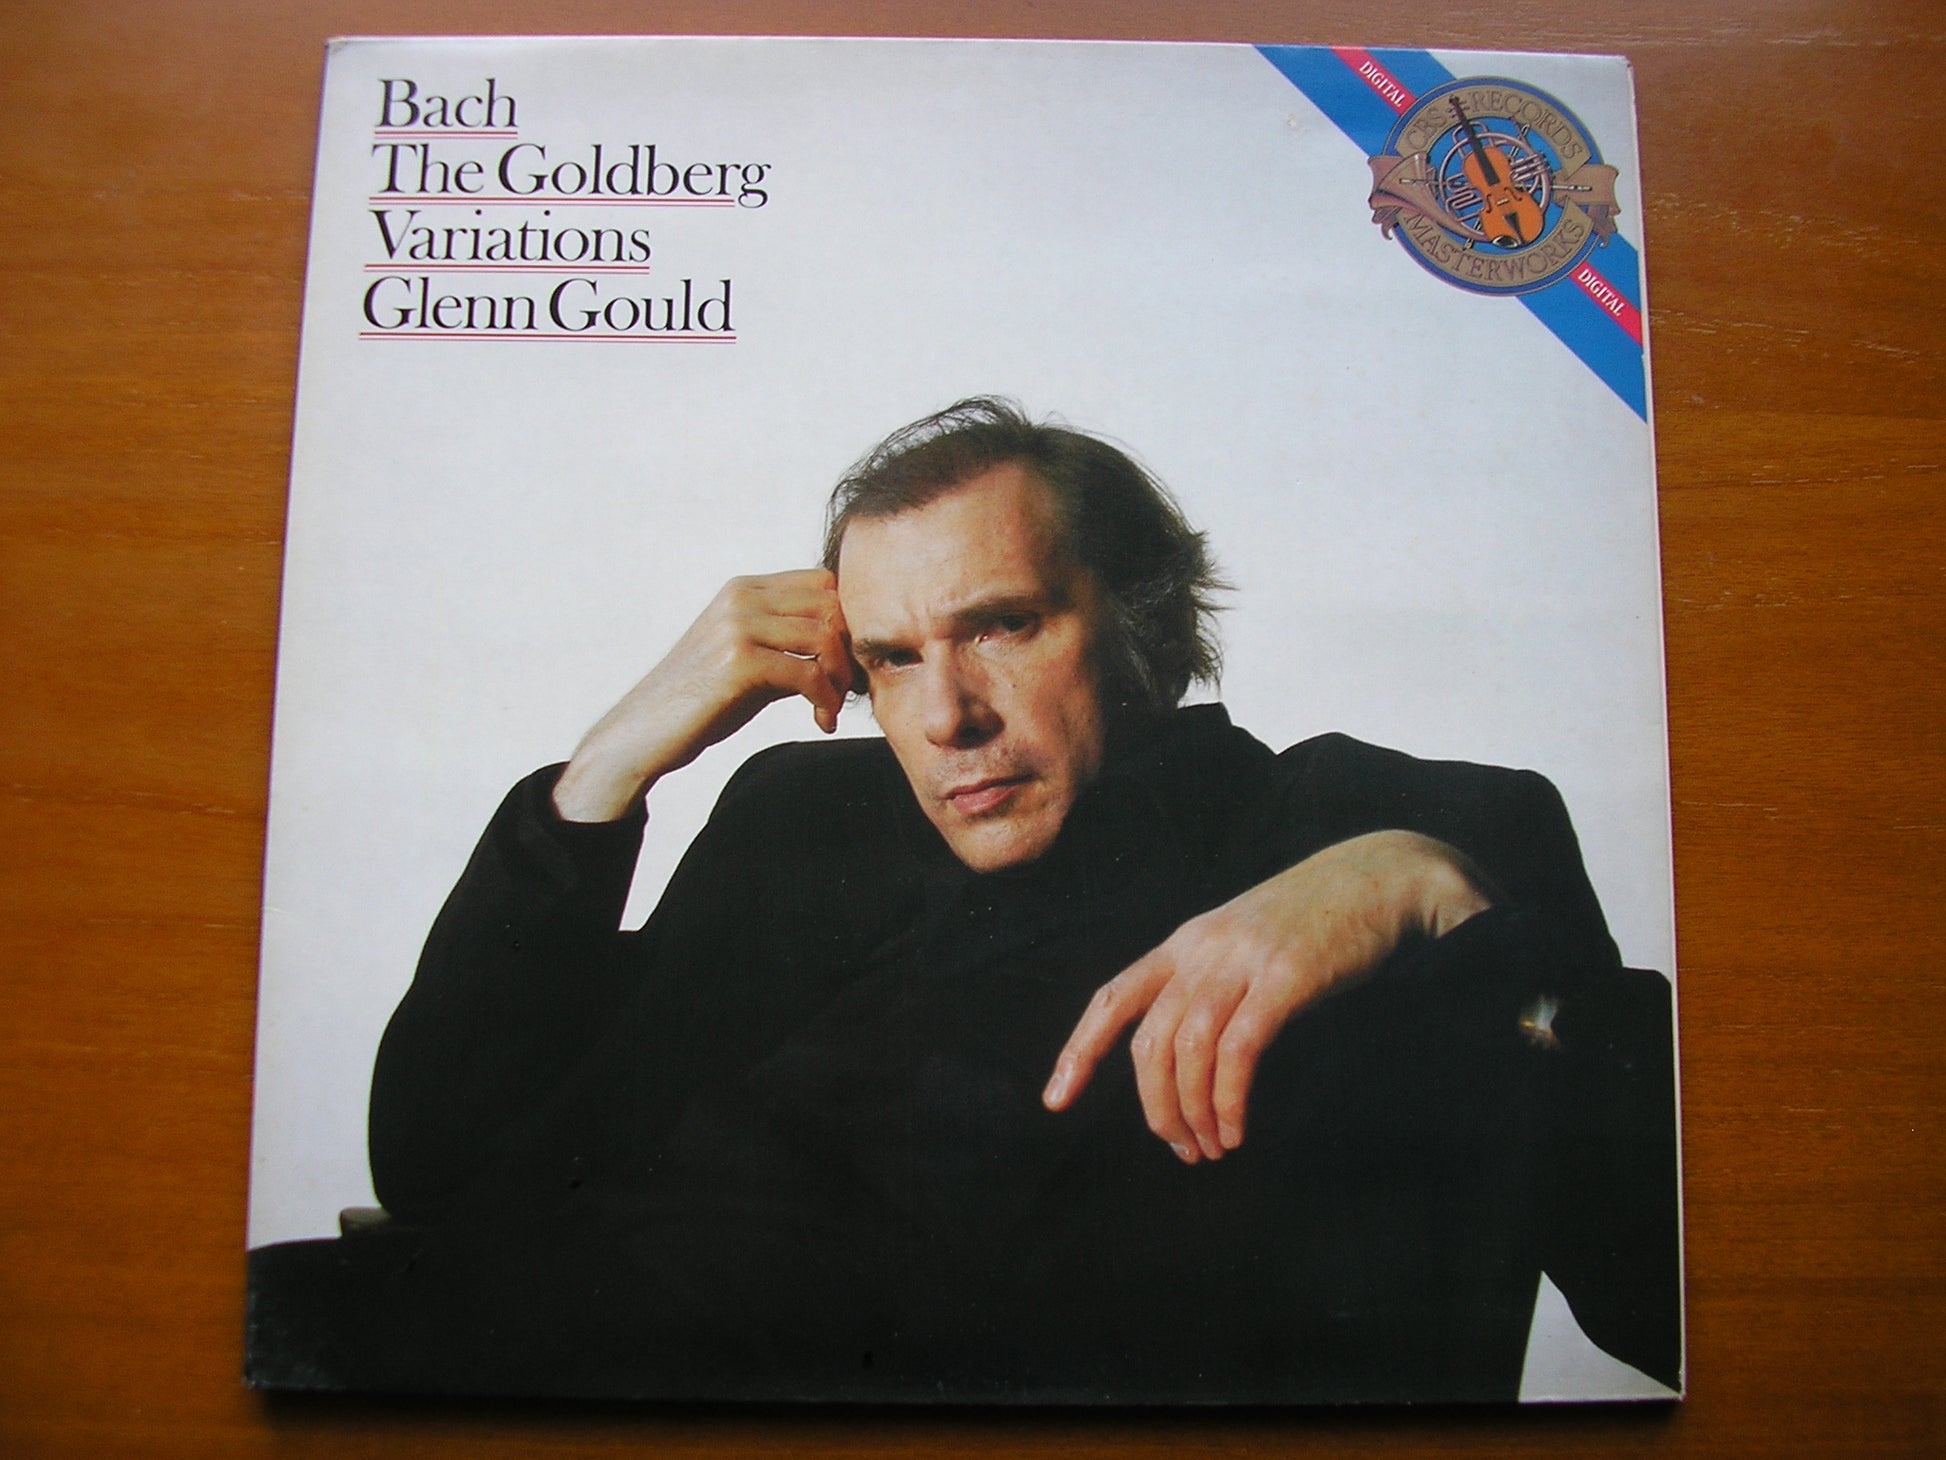 Bach
The Goldberg
Variations
Glenn Gould
DIGITAL
CBS RECORDS
MASTERWORKS
DIGITAL